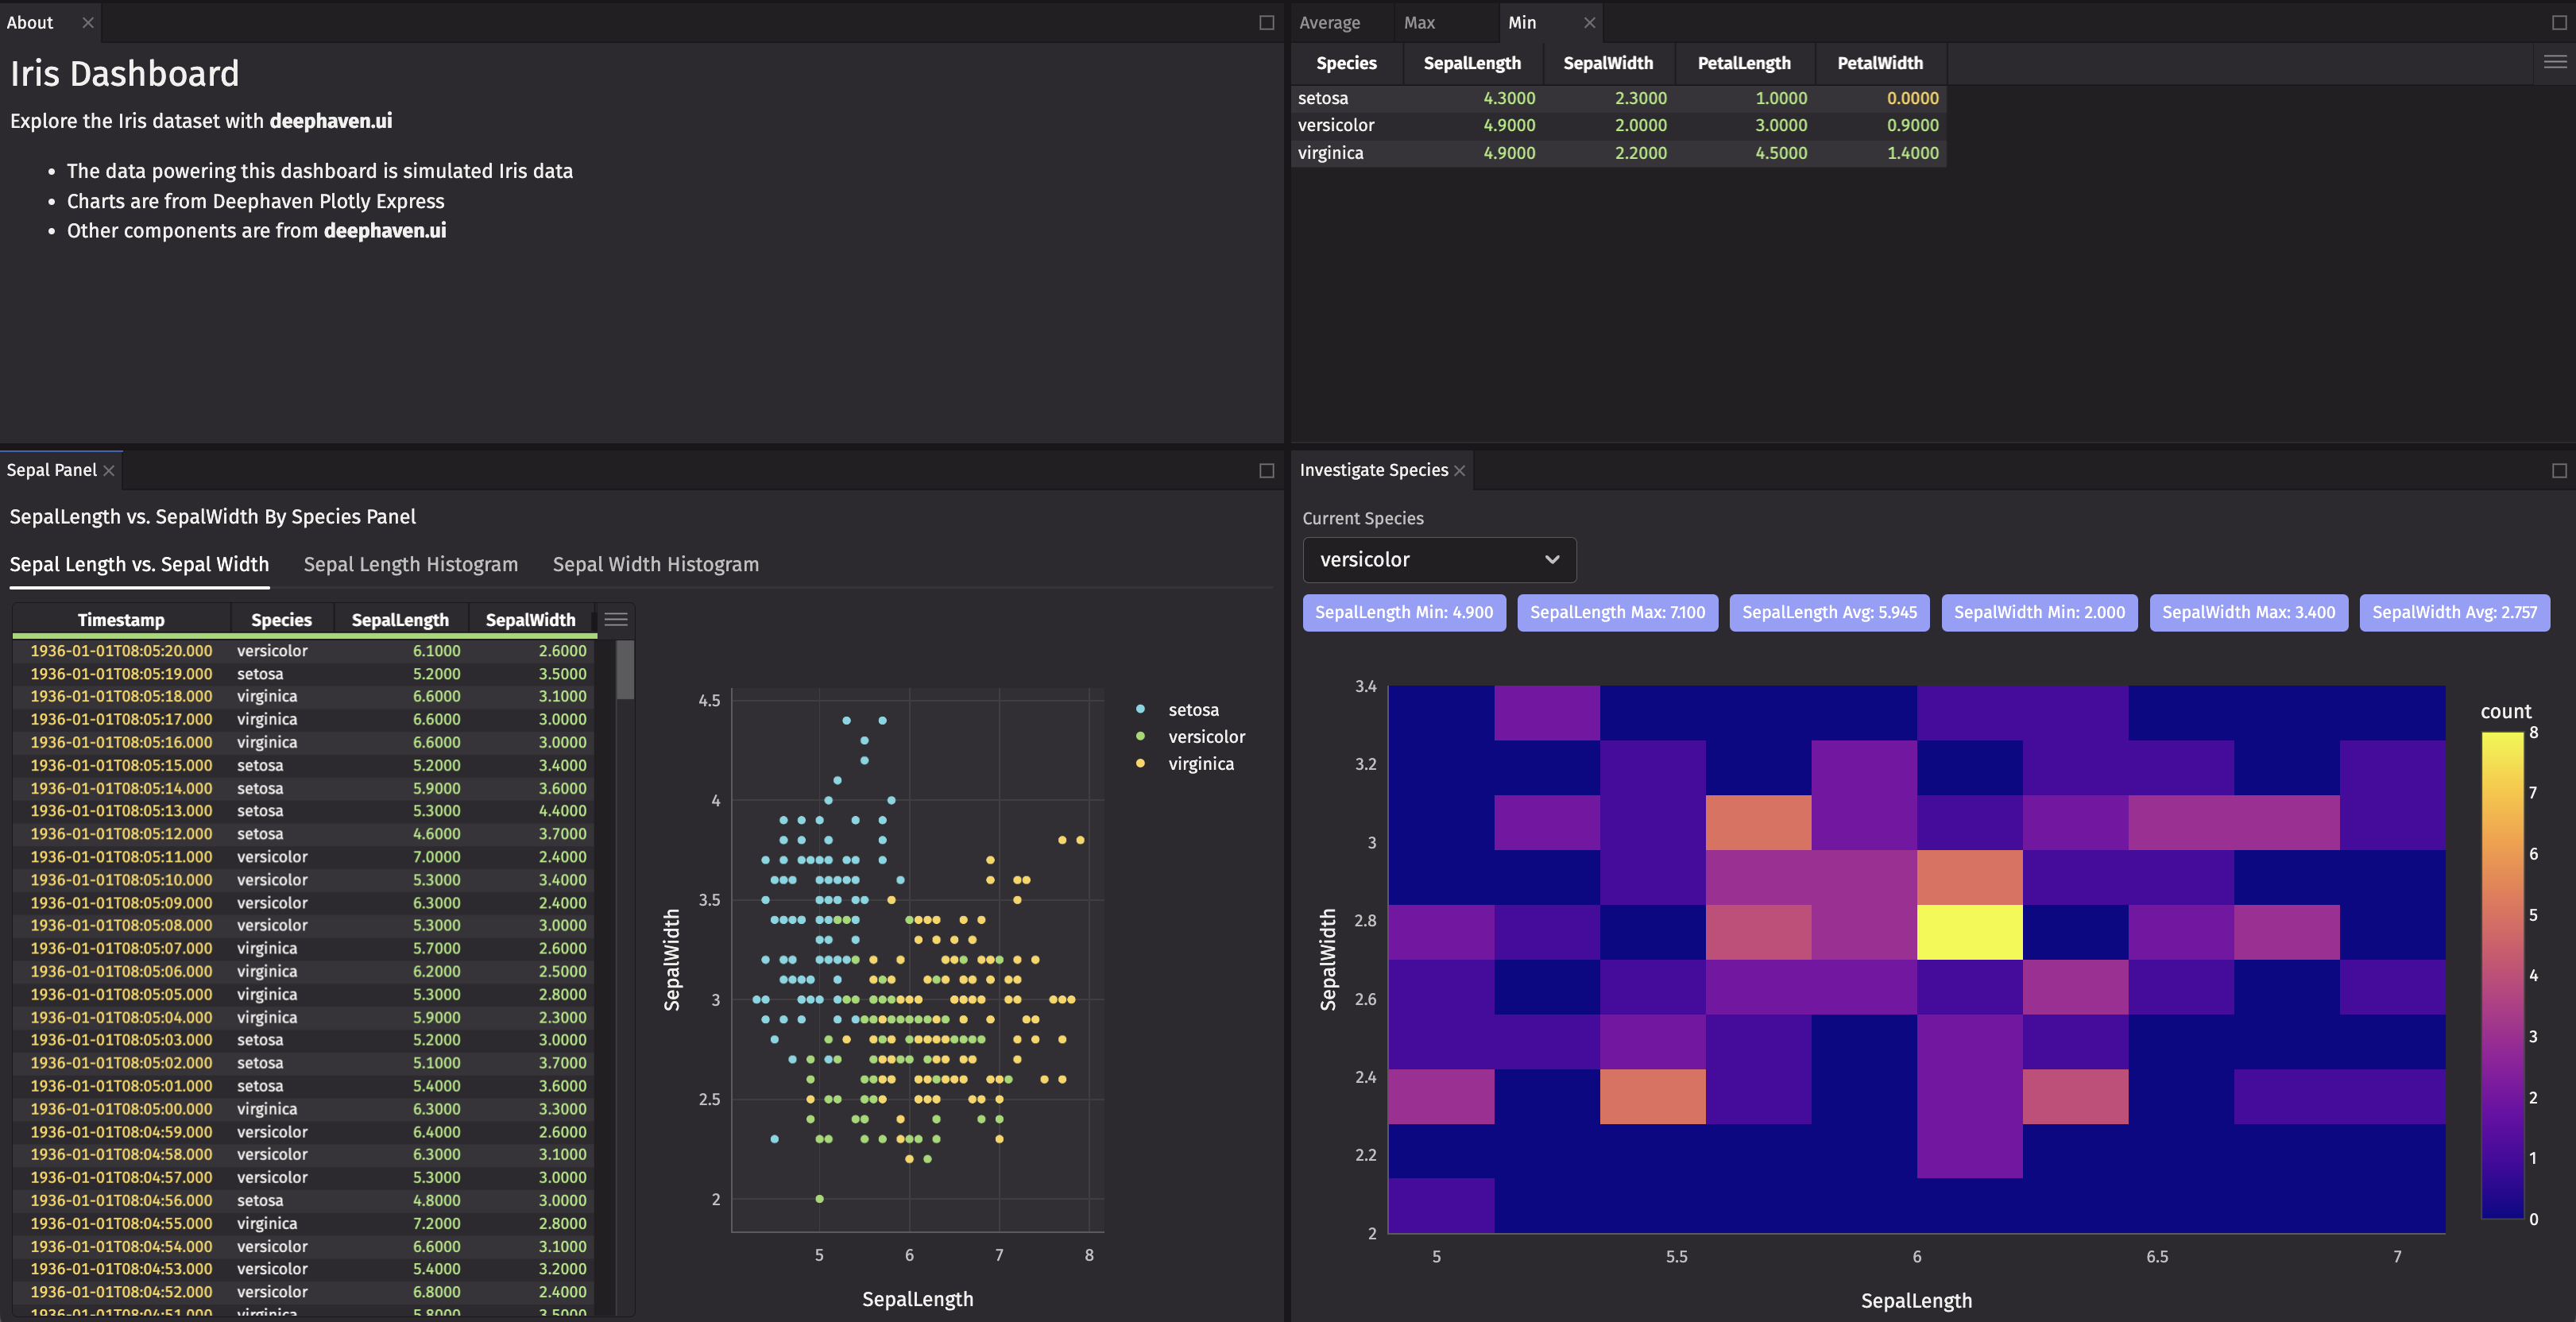 About
Iris Dashboard
Explore the Iris dataset with deephaven.ui
• The data powering this dashboard is simulated Iris data
• Charts are from Deephaven Plotly Express
• Other components are from deephaven.ui
Average Max Min
Species SepalLength SepalWidth PetalLength PetalWidth
setosa 4.3000 2.3000 1.0000 0.0000
versicolor 4.9000 2.0000 3.0000 0.9000
virginica 4.9000 2.2000 4.5000 1.4000
Sepal Panel
SepalLength vs. SepalWidth By Species Panel
Sepal Length vs. Sepal Width Sepal Length Histogram Sepal Width Histogram
Timestamp Species SepalLength SepalWidth
1936-01-01T08:05:20.000 versicolor 6.1000 2.6000
1936-01-01T08:05:19.000 setosa 5.2000 3.5000
1936-01-01T08:05:18.000 virginica 6.6000 3.1000
1936-01-01T08:05:17.000 virginica 6.6000 3.0000
1936-01-01T08:05:16.000 virginica 6.6000 3.0000
1936-01-01T08:05:15.000 setosa 5.2000 3.4000
1936-01-01T08:05:14.000 setosa 5.9000 3.6000
1936-01-01T08:05:13.000 setosa 5.3000 4.4000
1936-01-01T08:05:12.000 setosa 4.6000 3.7000
1936-01-01T08:05:11.000 versicolor 7.0000 2.4000
1936-01-01T08:05:10.000 versicolor 5.3000 3.4000
1936-01-01T08:05:09.000 versicolor 6.3000 2.4000
1936-01-01T08:05:08.000 versicolor 5.3000 3.0000
1936-01-01T08:05:07.000 virginica 5.7000 2.6000
1936-01-01T08:05:06.000 virginica 6.2000 2.5000
1936-01-01T08:05:05.000 virginica 5.3000 2.8000
1936-01-01T08:05:04.000 virginica 5.9000 2.3000
1936-01-01T08:05:03.000 setosa 5.2000 3.0000
1936-01-01T08:05:02.000 setosa 5.1000 3.7000
1936-01-01T08:05:01.000 setosa 5.4000 3.6000
1936-01-01T08:05:00.000 virginica 6.3000 3.3000
1936-01-01T08:04:59.000 versicolor 6.4000 2.6000
1936-01-01T08:04:58.000 versicolor 6.3000 3.1000
1936-01-01T08:04:57.000 versicolor 5.3000 3.0000
1936-01-01T08:04:56.000 setosa 4.8000 3.0000
1936-01-01T08:04:55.000 virginica 7.2000 2.8000
1936-01-01T08:04:54.000 versicolor 6.6000 3.1000
1936-01-01T08:04:53.000 versicolor 5.4000 3.2000
1936-01-01T08:04:52.000 versicolor 6.8000 2.4000
1936-01-01T08:04:51.000 virginica 5.8000 3.5000
SepalWidth
4.5
4
3.5
3
2.5
2
5 6 7 8
SepalLength
setosa
versicolor
virginica
Investigate Species
Current Species
versicolor
SepalLength Min: 4.900 SepalLength Max: 7.100 SepalLength Avg: 5.945 SepalWidth Min: 2.000 SepalWidth Max: 3.400 SepalWidth Avg: 2.757
SepalWidth
3.4
3.2
3
2.8
2.6
2.4
2.2
2
5 5.5 6 6.5 7
SepalLength
count
8
7
6
5
4
3
2
1
0